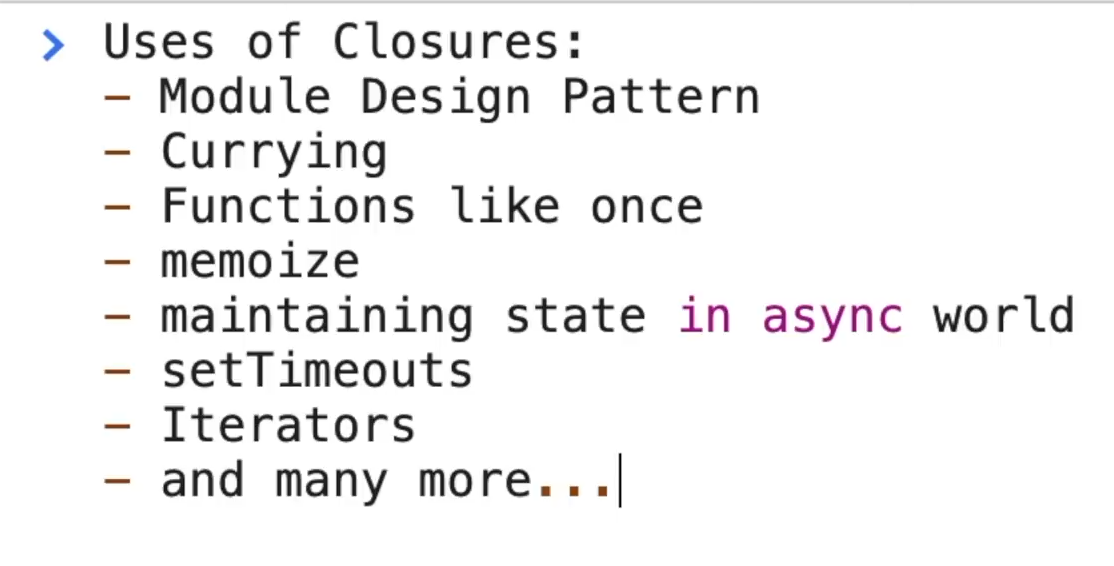 > Uses of Closures:
- Module Design Pattern
- Currying
- Functions like once
- memoize
- maintaining state in async world
- setTimeouts
- Iterators
- and many more...